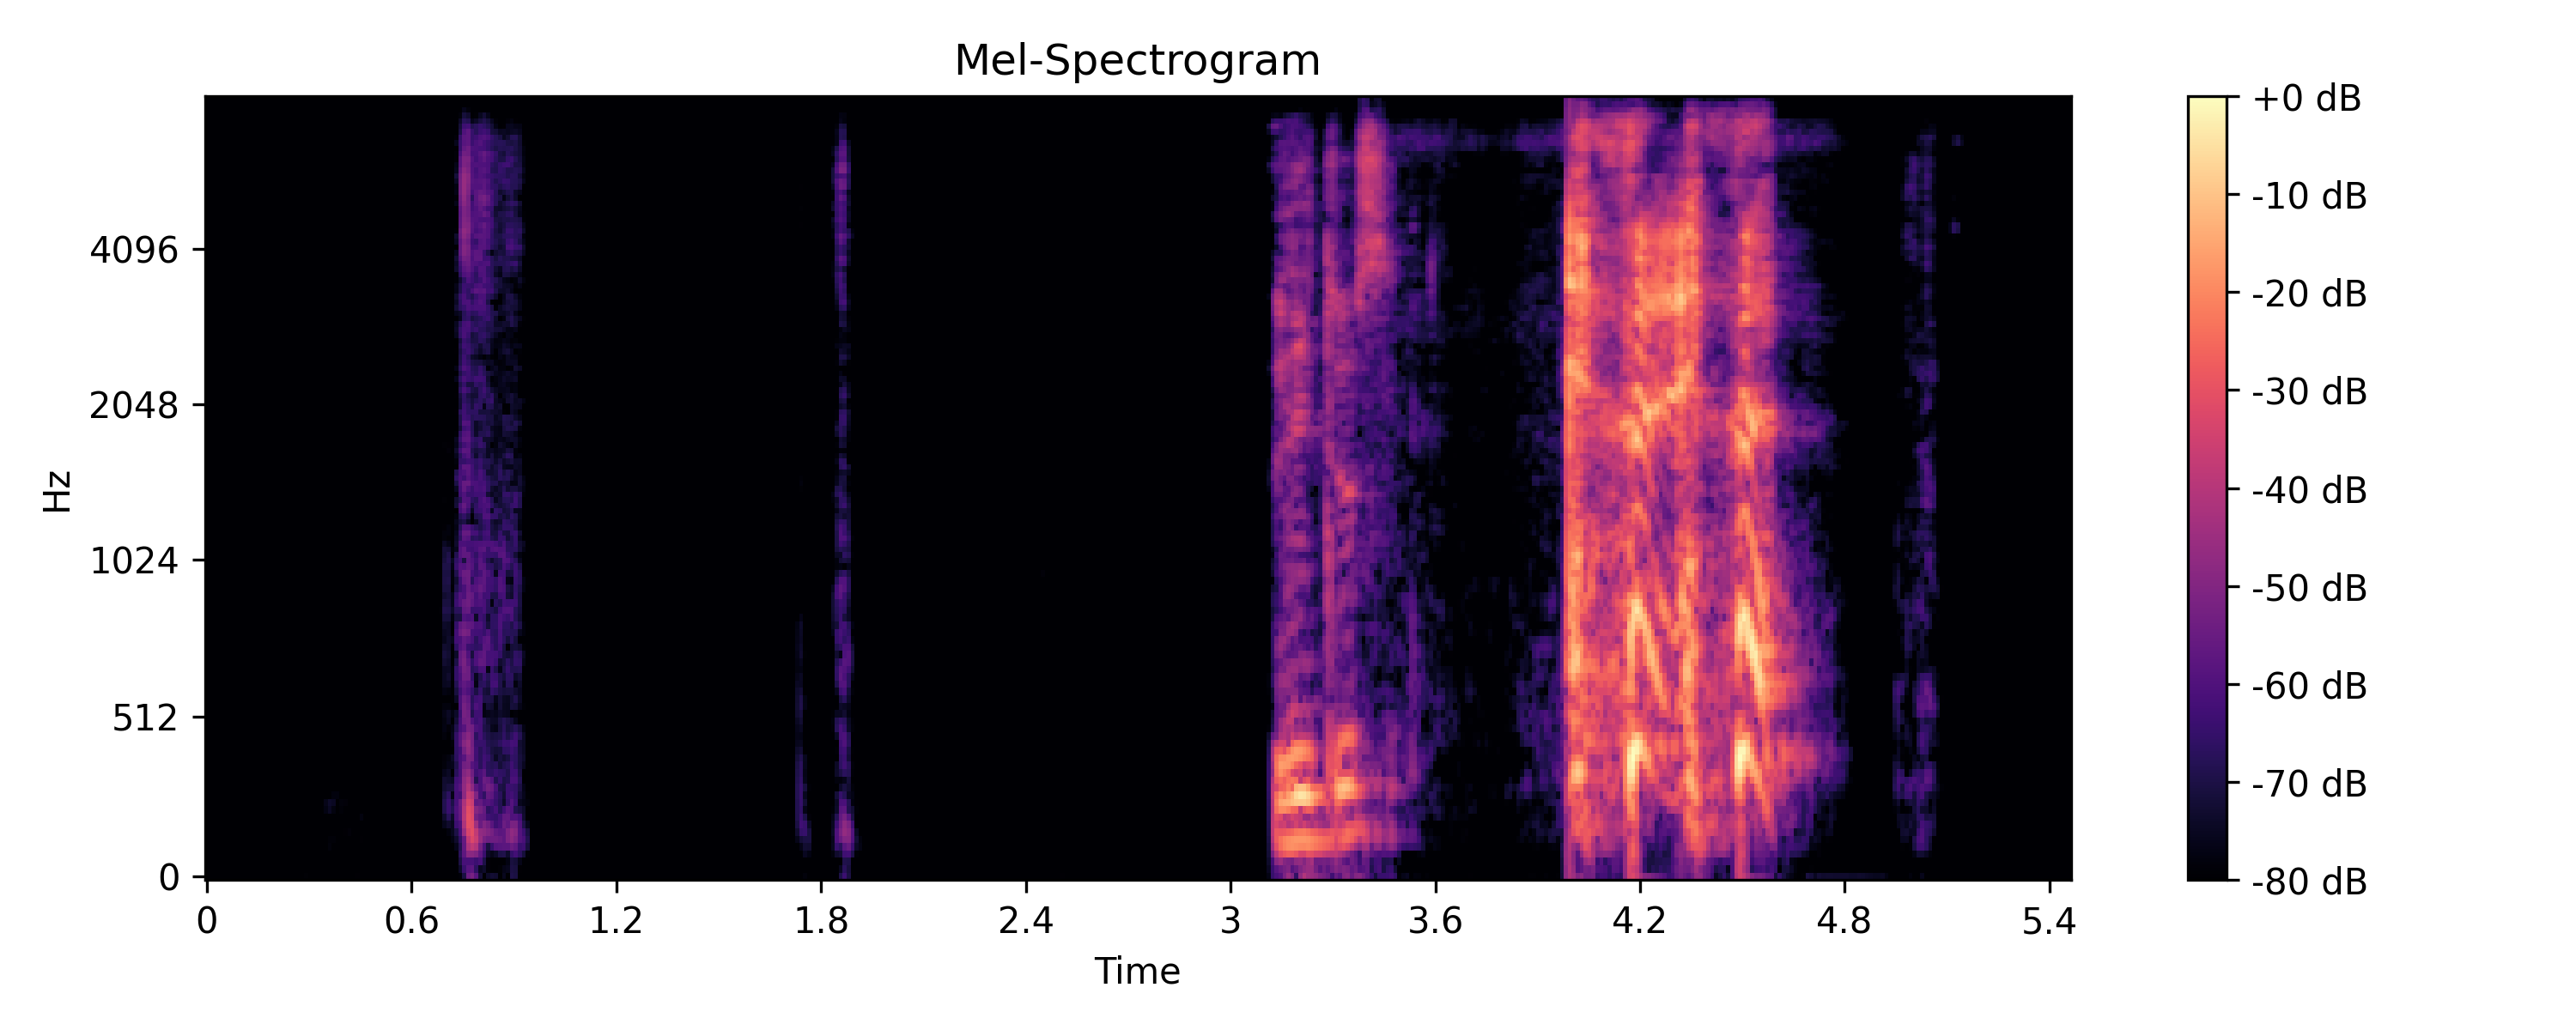 Mel-Spectrogram
+0 dB
-10 dB
-20 dB
-30 dB
-40 dB
-50 dB
-60 dB
-70 dB
-80 dB
Hz
4096
2048
1024
512
0
0 0.6 1.2 1.8 2.4 3 3.6 4.2 4.8 5.4
Time